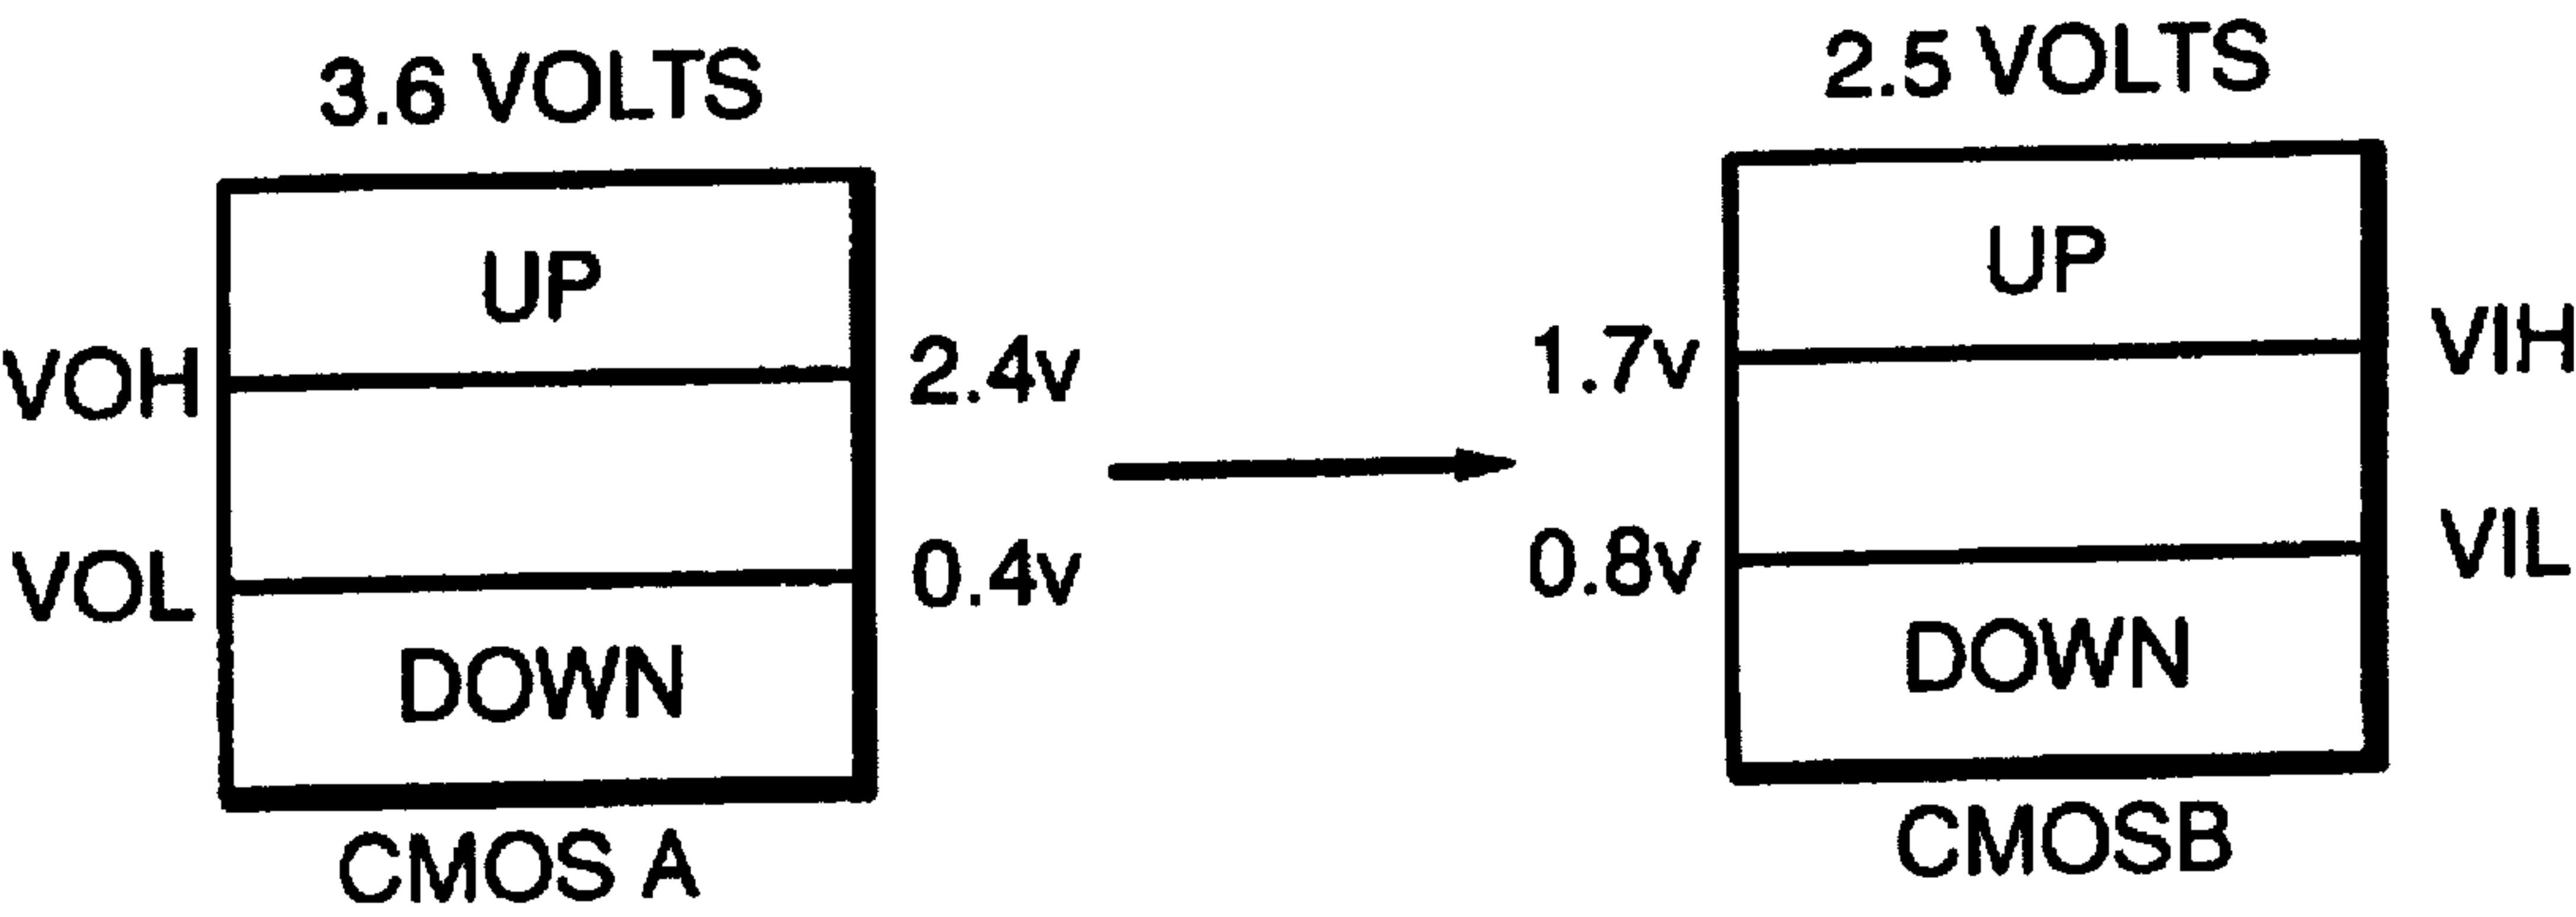 3.6 VOLTS
UP
VOH
2.4v
VOL
0.4v
DOWN
CMOS A
2.5 VOLTS
UP
1.7v
VIH
0.8v
VIL
DOWN
CMOSB